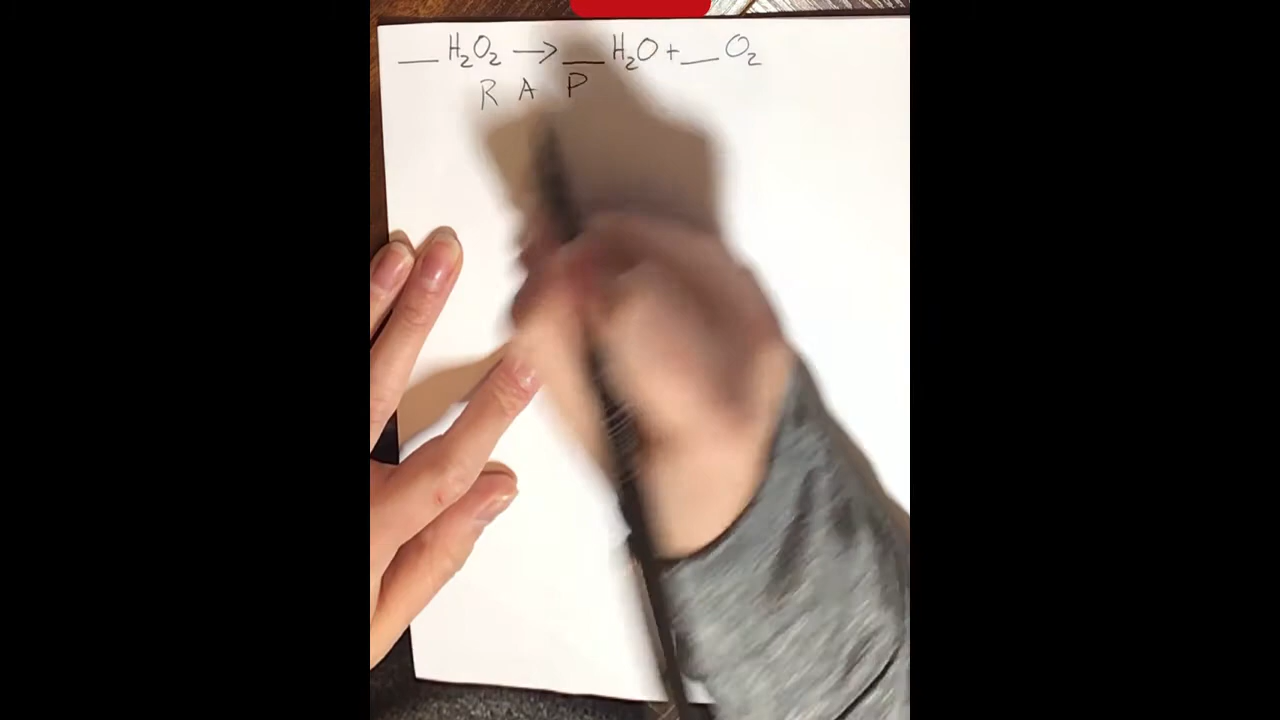 __ H₂O₂ → __ H₂O + __ O₂
R A P